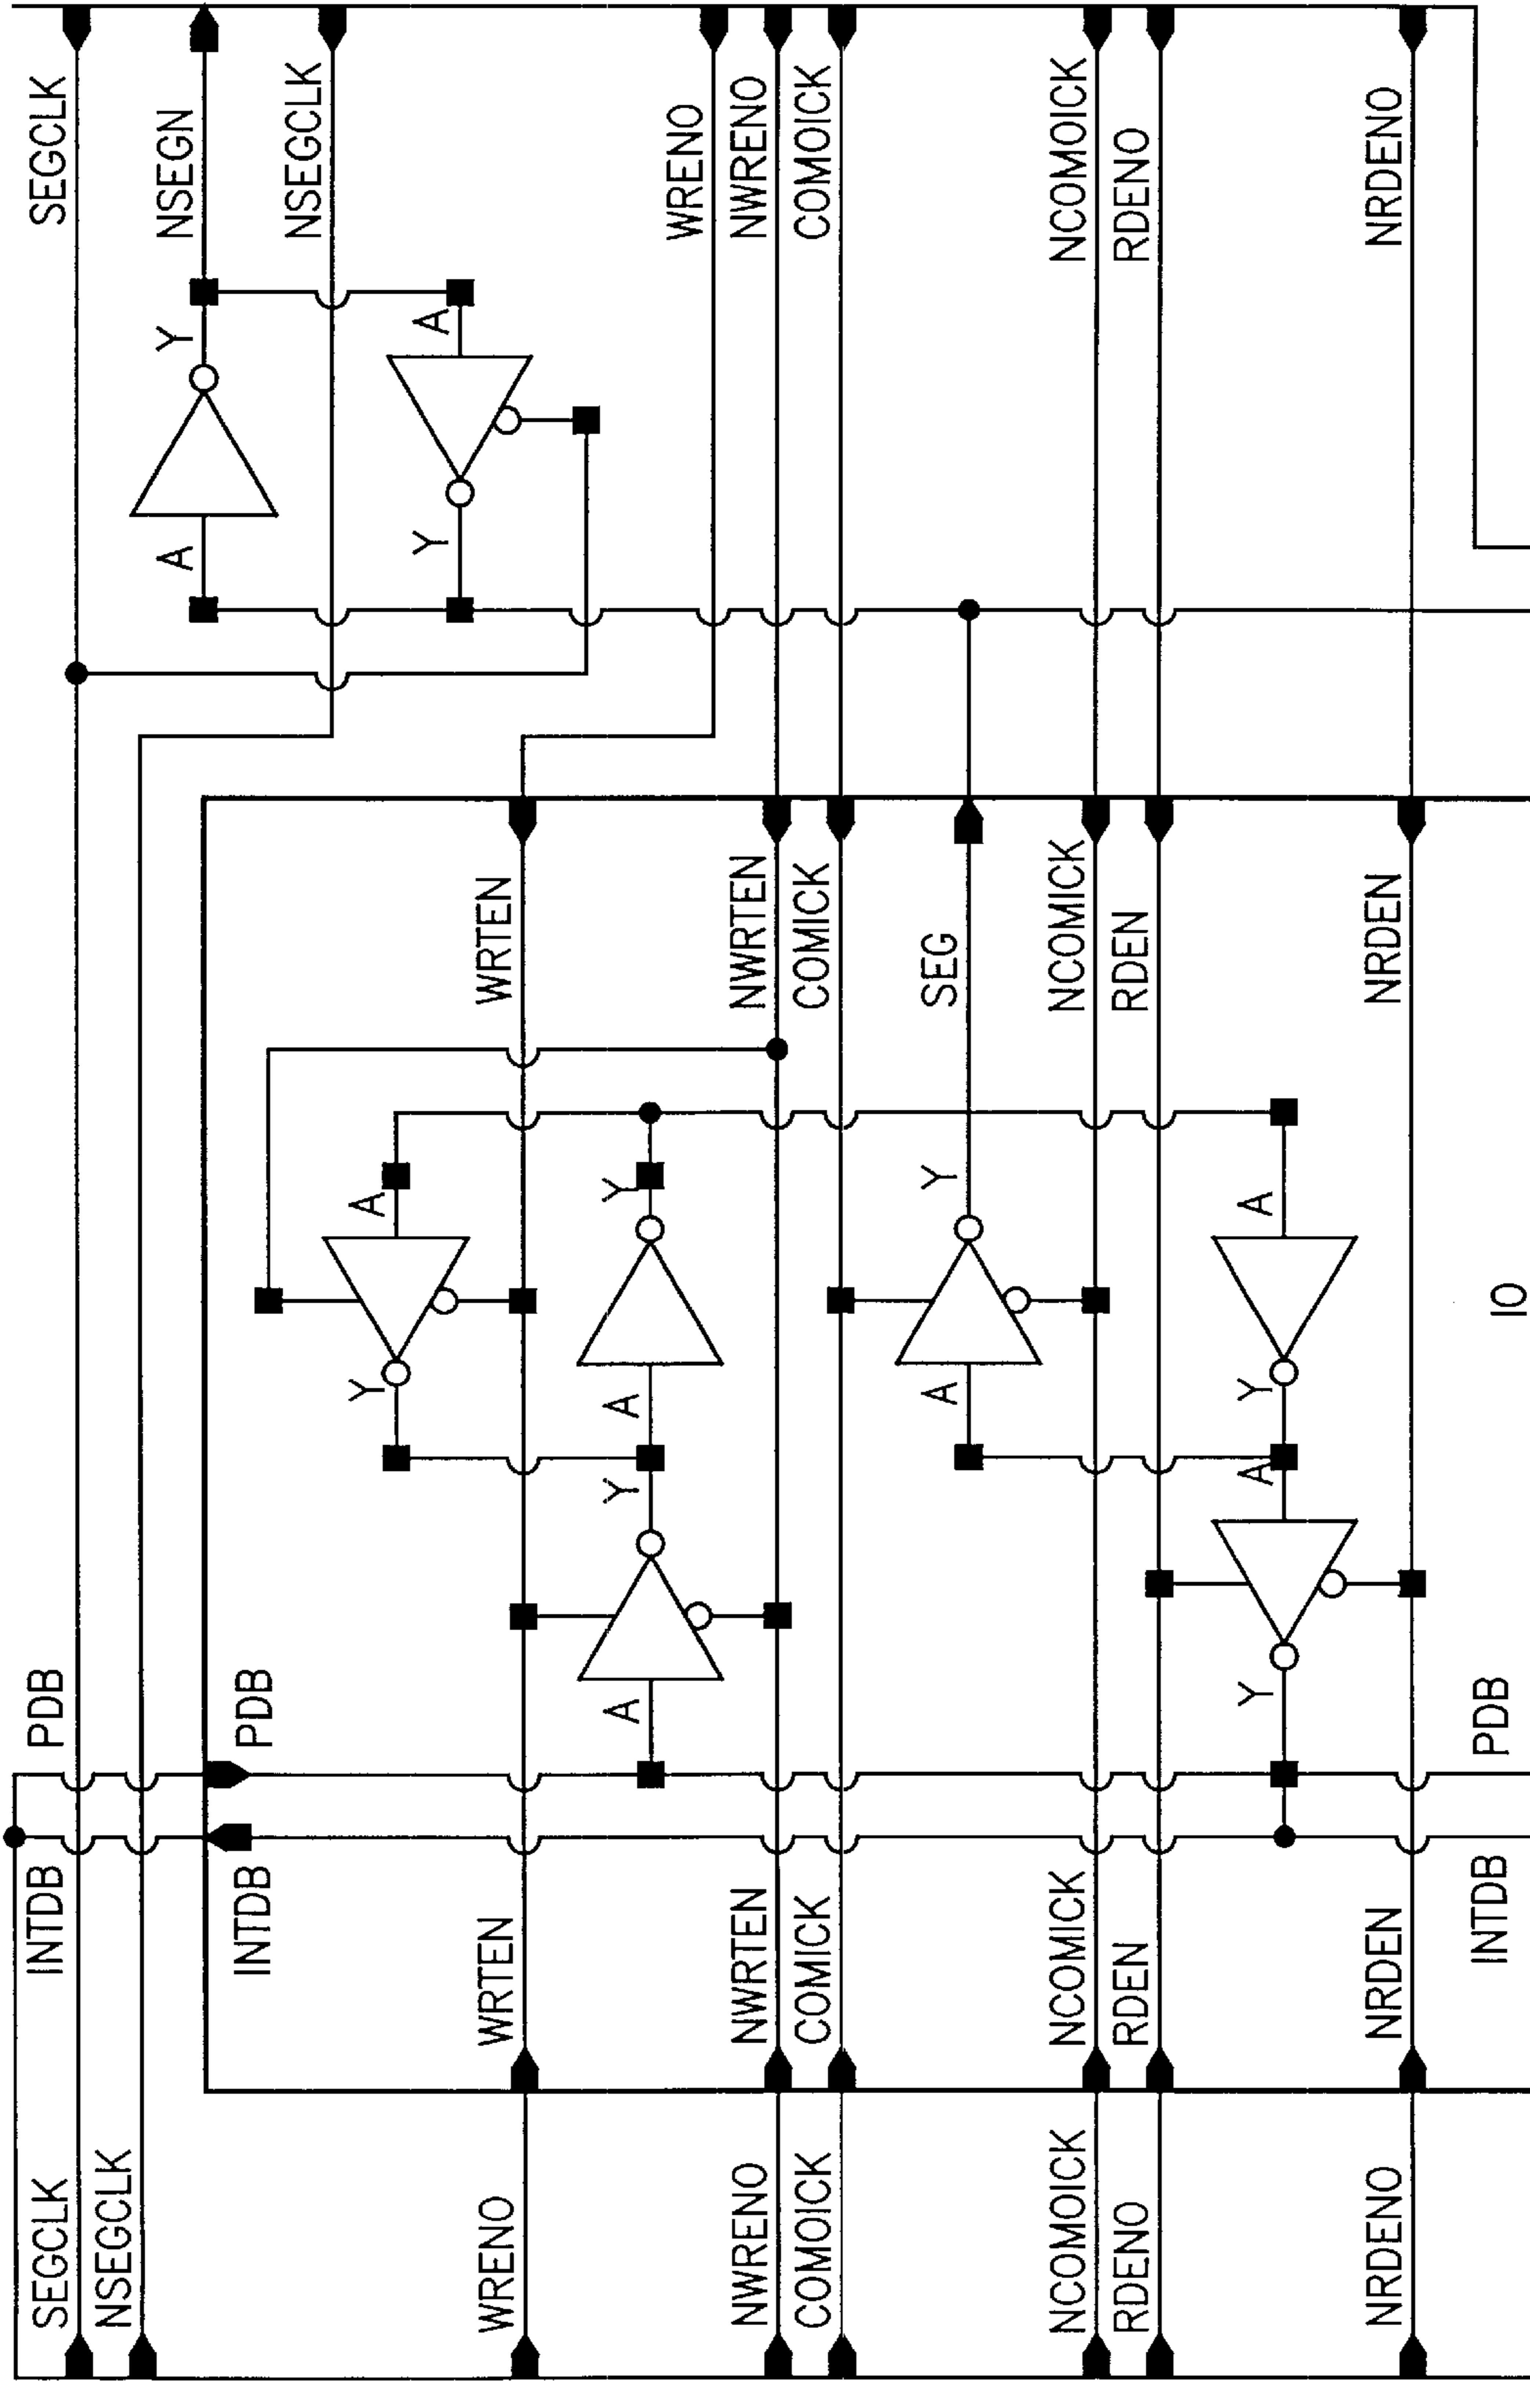 SEGCLK
NSEGN
NSEGCLK
WRENO
NWRENO
COMOICK
NCOMOICK
RDENO
NRDENO
Y
A
A
Y
WRTEN
NWRTEN
COMICK
SEG
NCOMICK
RDEN
NRDEN
A
Y
Y
A
Y
A
Y
A
A
Y
A
Y
IO
PDB
PDB
A
Y
PDB
INTDB
INTDB
WRTEN
NWRTEN
COMICK
NCOMICK
RDEN
NRDEN
INTDB
SEGCLK
NSEGCLK
WRENO
NWRENO
COMOICK
NCOMOICK
RDENO
NRDENO